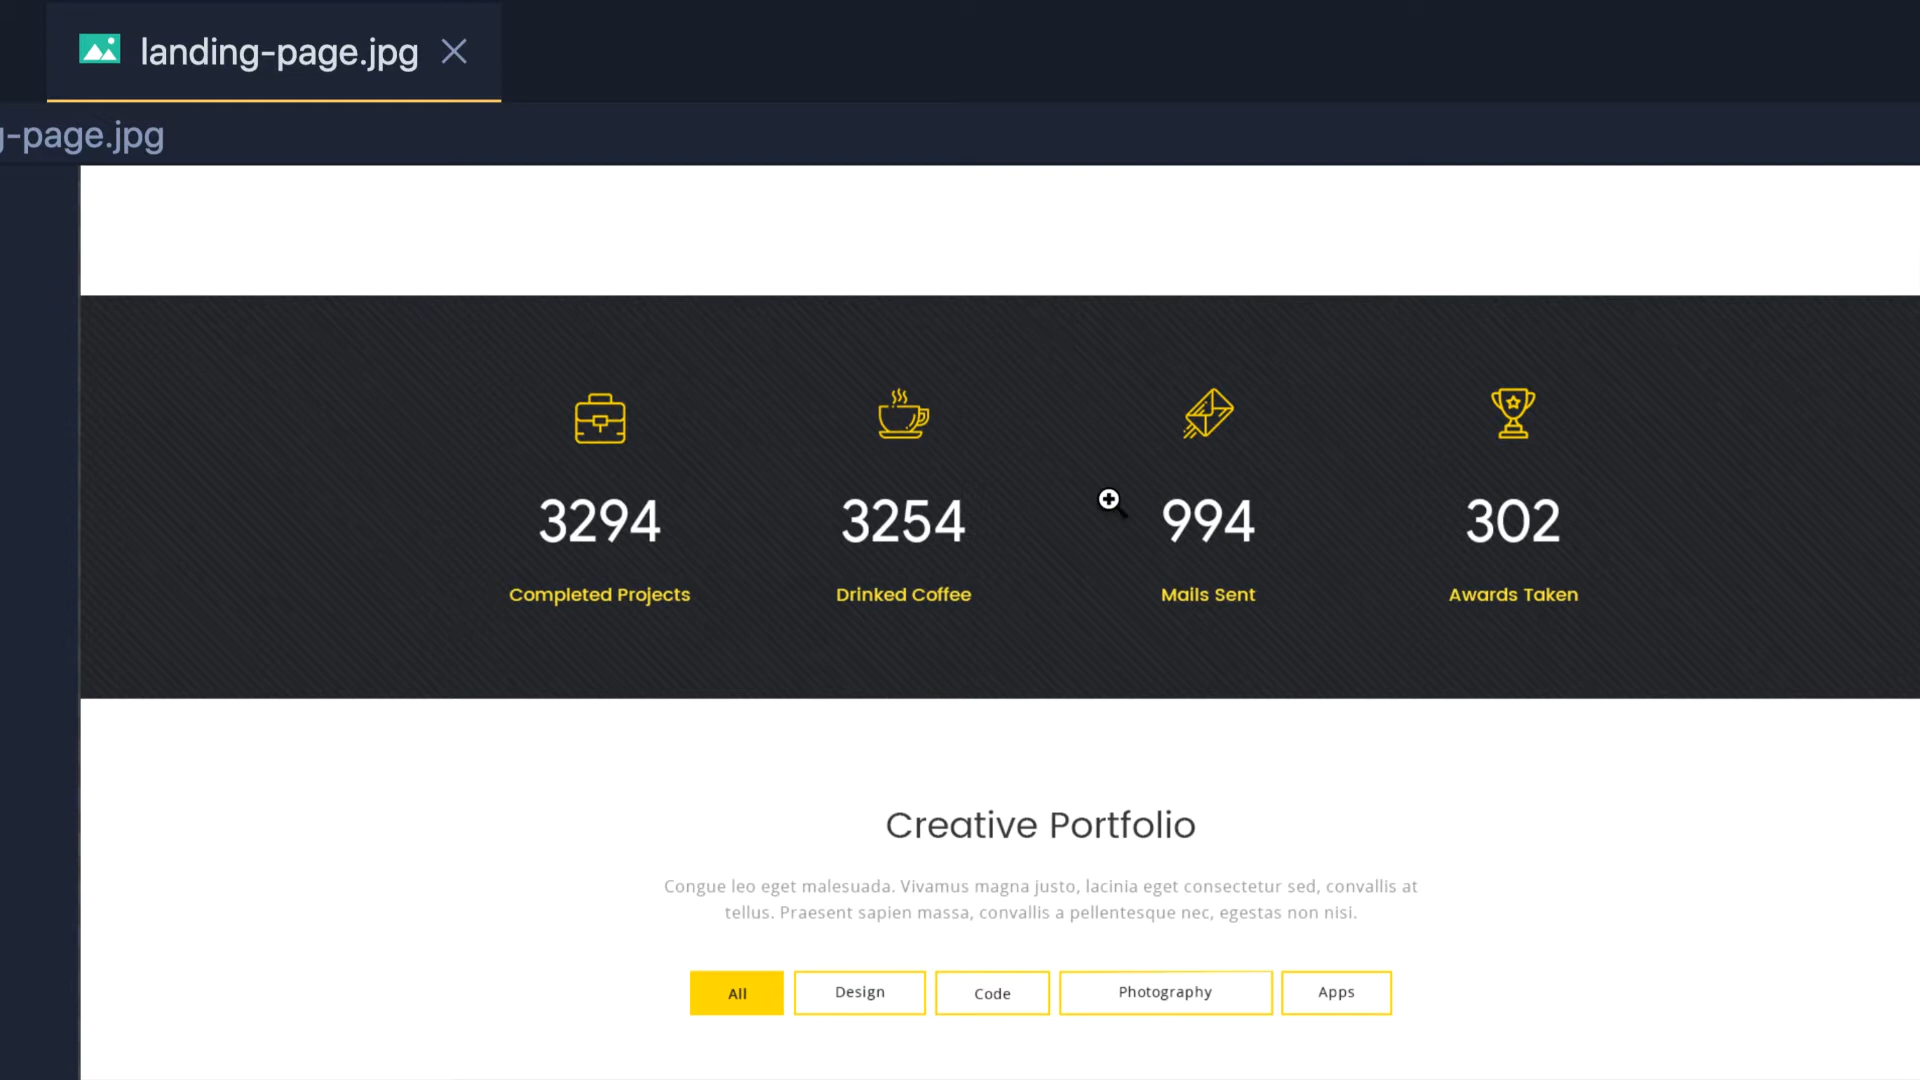 landing-page.jpg
-page.jpg
3294
3254
994
302
Completed Projects
Drinked Coffee
Mails Sent
Awards Taken
Creative Portfolio
Congue leo eget malesuada. Vivamus magna justo, lacinia eget consectetur sed, convallis at
tellus. Praesent sapien massa, convallis a pellentesque nec, egestas non nisi.
All
Design
Code
Photography
Apps